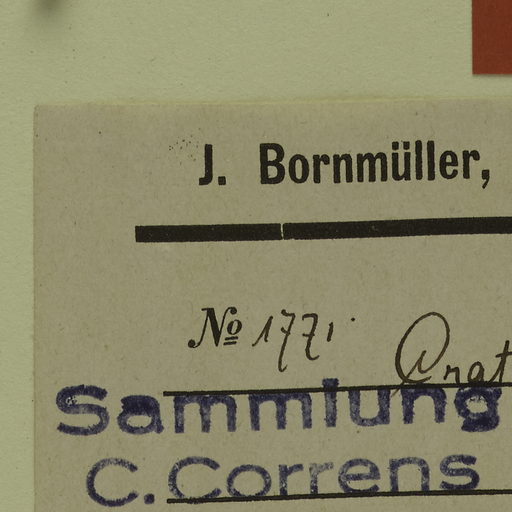 J. Bornmüller,
№ 1771.
Sammlung
C. Correns